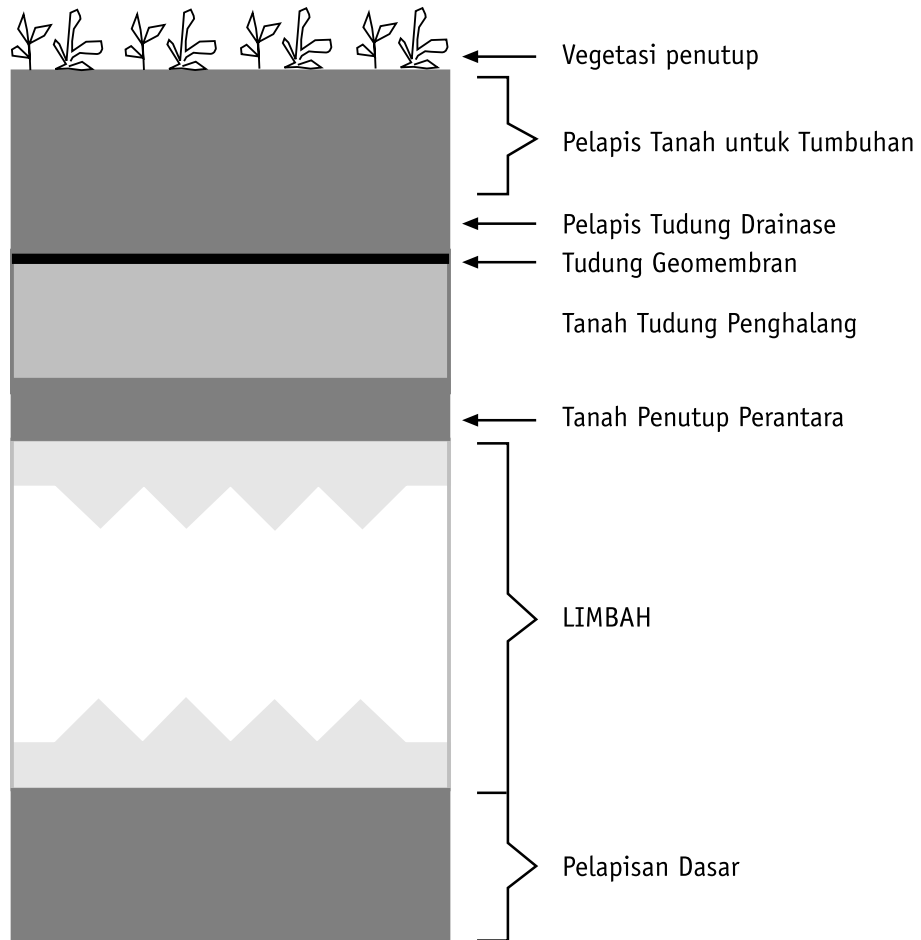 Vegetasi penutup
Pelapis Tanah untuk Tumbuhan
Pelapis Tudung Drainase
Tudung Geomembran
Tanah Tudung Penghalang
Tanah Penutup Perantara
LIMBAH
Pelapisan Dasar